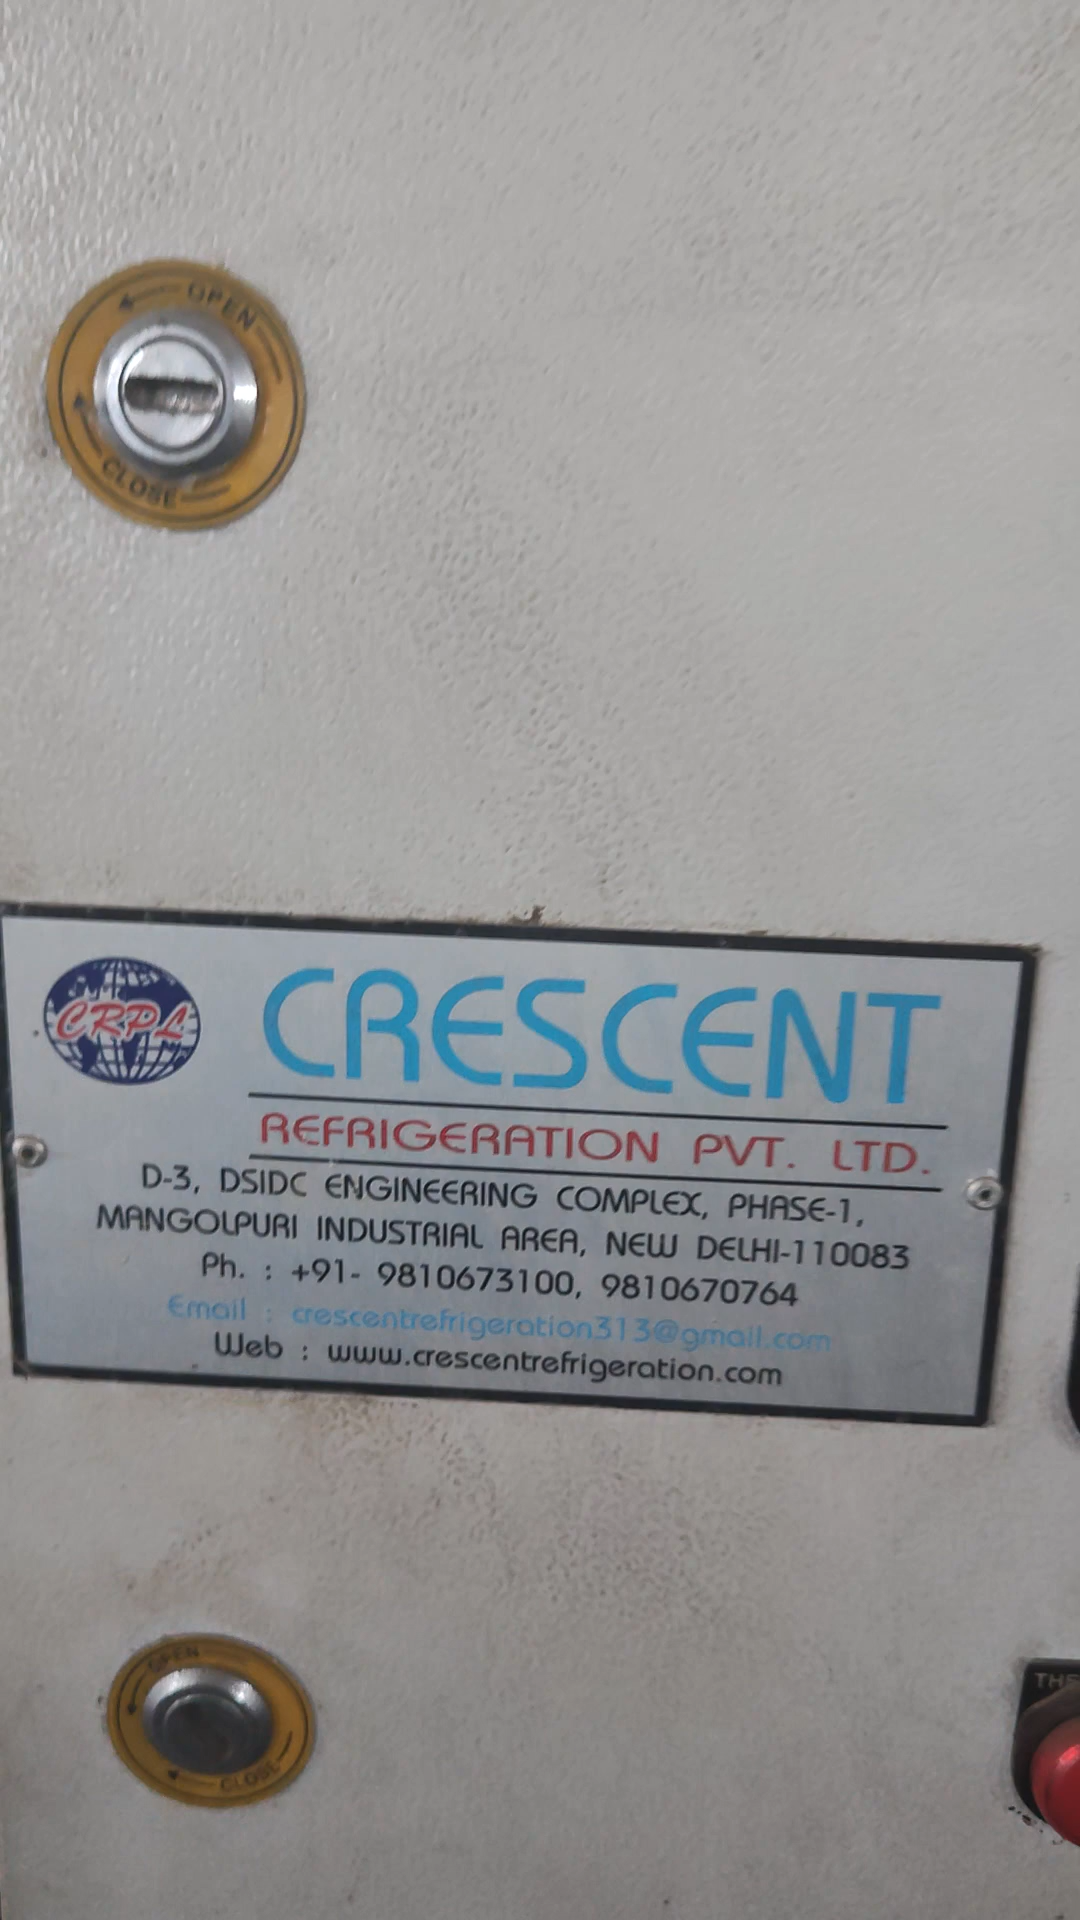 OPEN
CLOSE
CRPL
CRESCENT
REFRIGERATION PVT. LTD.
D-3, DSIDC ENGINEERING COMPLEX, PHASE-1,
MANGOLPURI INDUSTRIAL AREA, NEW DELHI-110083
Ph. : +91- 9810673100, 9810670764
Email : crescentrefrigeration313@gmail.com
Web : www.crescentrefrigeration.com
OPEN
CLOSE